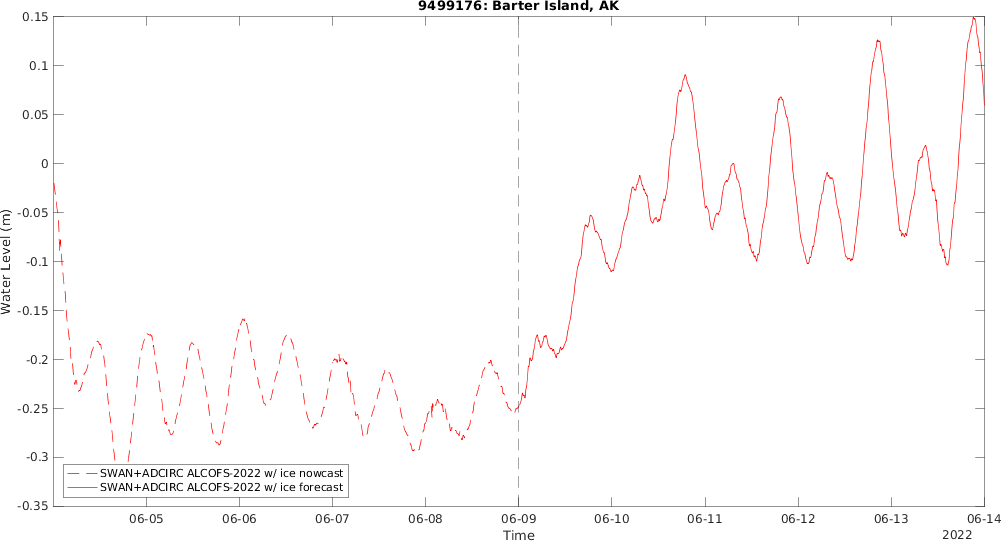 9499176: Barter Island, AK
0.15
0.1
0.05
0
-0.05
-0.1
-0.15
-0.2
-0.25
-0.3
-0.35
Water Level (m)
SWAN+ADCIRC ALCOFS-2022 w/ ice nowcast
SWAN+ADCIRC ALCOFS-2022 w/ ice forecast
06-05 06-06 06-07 06-08 06-09 06-10 06-11 06-12 06-13 06-14
Time
2022